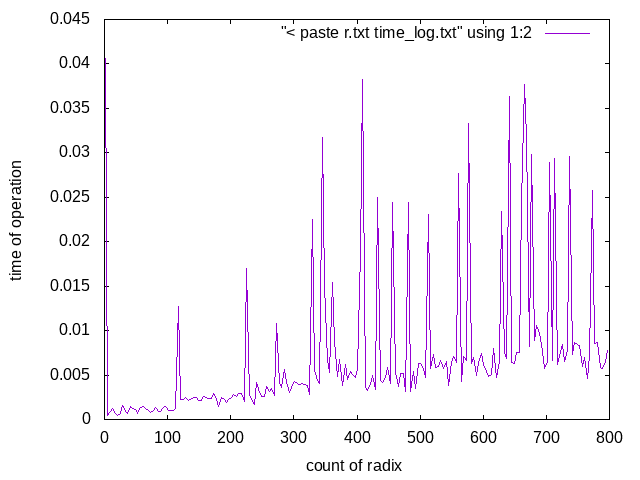 "< paste r.txt time_log.txt" using 1:2
0.045
0.04
0.035
0.03
0.025
0.02
0.015
0.01
0.005
0
time of operation
0 100 200 300 400 500 600 700 800
count of radix